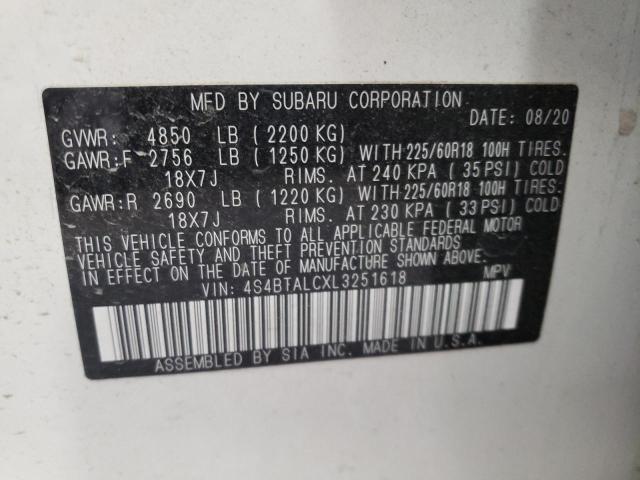 MFD BY SUBARU CORPORATION
DATE: 08/20
GVWR: 4850 LB (2200 KG)
GAWR:F 2756 LB (1250 KG) WITH 225/60R18 100H TIRES.
18X7J RIMS. AT 240 KPA (35 PSI) COLD
GAWR:R 2690 LB (1220 KG) WITH 225/60R18 100H TIRES.
18X7J RIMS. AT 230 KPA (33 PSI) COLD
THIS VEHICLE CONFORMS TO ALL APPLICABLE FEDERAL MOTOR
VEHICLE SAFETY AND THEFT PREVENTION STANDARDS
IN EFFECT ON THE DATE OF MANUFACTURE SHOWN ABOVE.
VIN: 4S4BTALCXL3251618 MPV
ASSEMBLED BY SIA INC. MADE IN U.S.A.